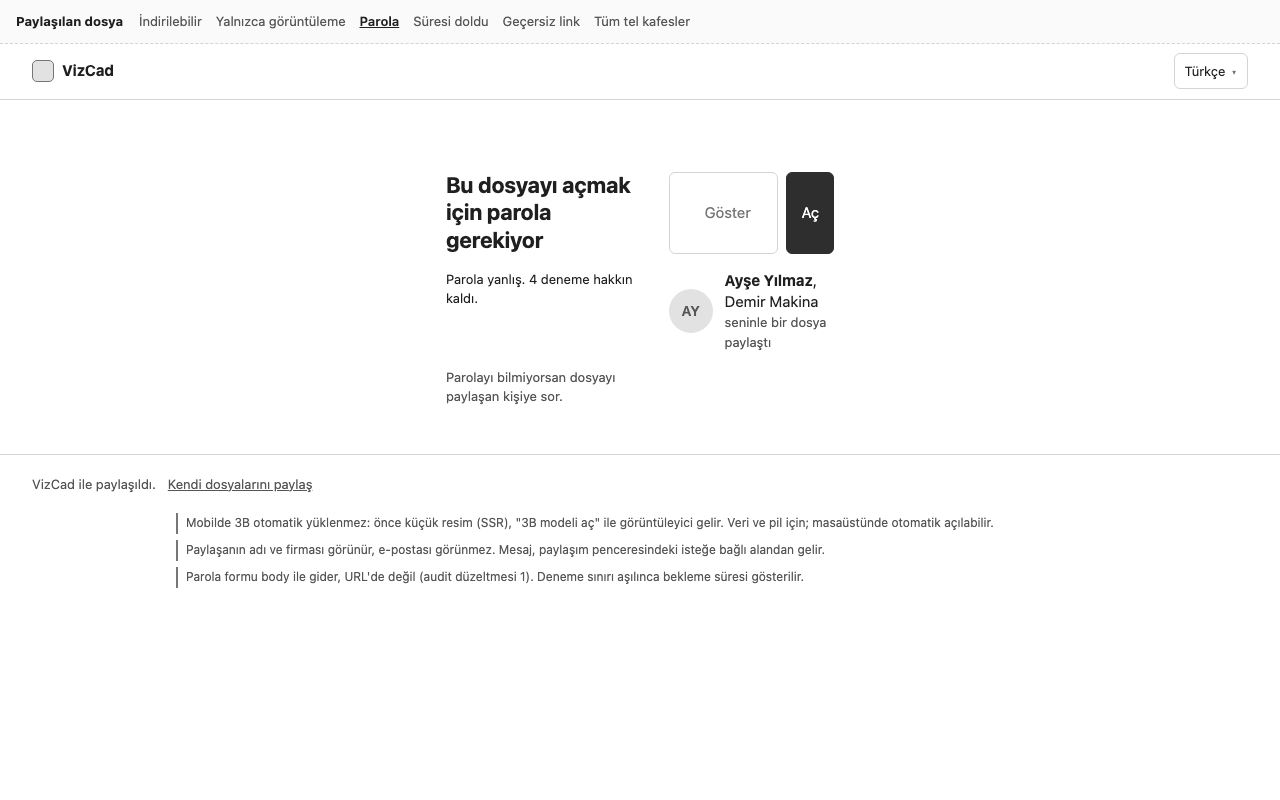 Paylaşılan dosya İndirilebilir Yalnızca görüntüleme Parola Süresi doldu Geçersiz link Tüm tel kafesler
VizCad
Türkçe
Bu dosyayı açmak
için parola
gerekiyor
Göster
Aç
Parola yanlış. 4 deneme hakkın
kaldı.
AY
Ayşe Yılmaz,
Demir Makina
seninle bir dosya
paylaştı
Parolayı bilmiyorsan dosyayı
paylaşan kişiye sor.
VizCad ile paylaşıldı. Kendi dosyalarını paylaş
Mobilde 3B otomatik yüklenmez: önce küçük resim (SSR), "3B modeli aç" ile görüntüleyici gelir. Veri ve pil için; masaüstünde otomatik açılabilir.
Paylaşanın adı ve firması görünür, e-postası görünmez. Mesaj, paylaşım penceresindeki isteğe bağlı alandan gelir.
Parola formu body ile gider, URL'de değil (audit düzeltmesi 1). Deneme sınırı aşılınca bekleme süresi gösterilir.